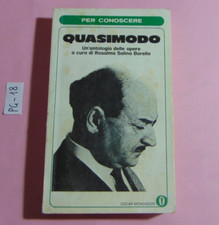 PER CONOSCERE
QUASIMODO
Un'antologia delle opere
a cura di Rosalma Salina Borello
PG-18
OSCAR MONDADORI